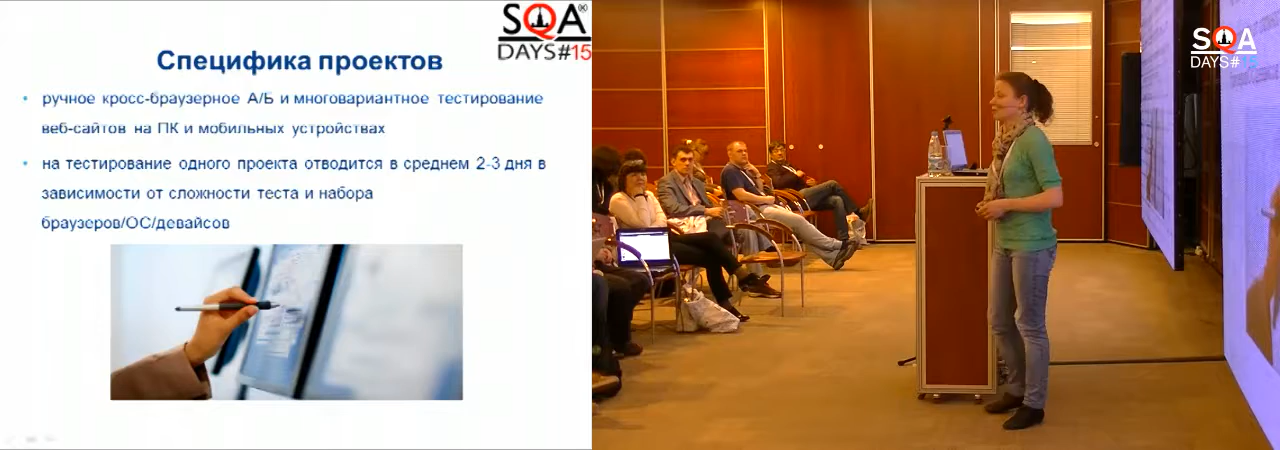 SQA®
DAYS#15
Специфика проектов
• ручное кросс-браузерное А/Б и многовариантное тестирование
веб-сайтов на ПК и мобильных устройствах
• на тестирование одного проекта отводится в среднем 2-3 дня в
зависимости от сложности теста и набора
браузеров/ОС/девайсов
SQA
DAYS#15